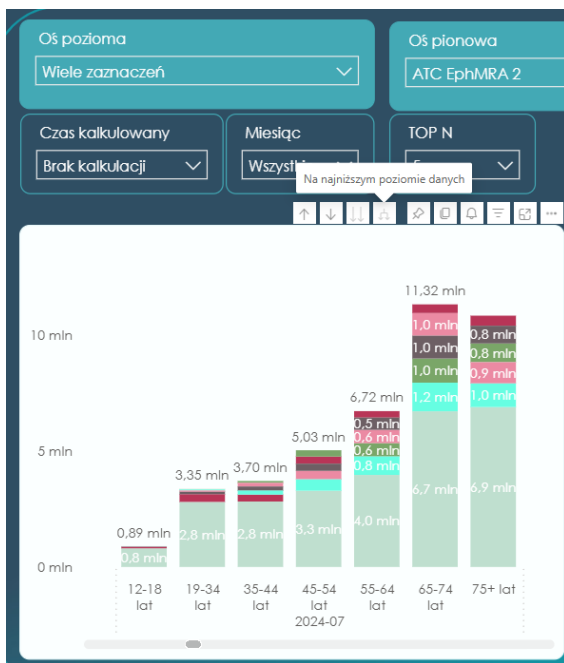 Oś pozioma
Oś pionowa
Wiele zaznaczeń
ATC EphMRA 2
Czas kalkulowany
Miesiąc
TOP N
Brak kalkulacji
Na najniższym poziomie danych
11,32 mln
10 mln
1,0 mln
0,8 mln
1,0 mln
0,8 mln
1,0 mln
0,9 mln
6,72 mln
1,2 mln
1,0 mln
0,5 mln
5,03 mln
0,6 mln
5 mln
0,6 mln
3,35 mln
3,70 mln
0,8 mln
6,7 mln
6,9 mln
0,89 mln
2,8 mln
2,8 mln
3,3 mln
4,0 mln
0,8 mln
0 mln
12-18 lat
19-34 lat
35-44 lat
45-54 lat
55-64 lat
65-74 lat
75+ lat
2024-07